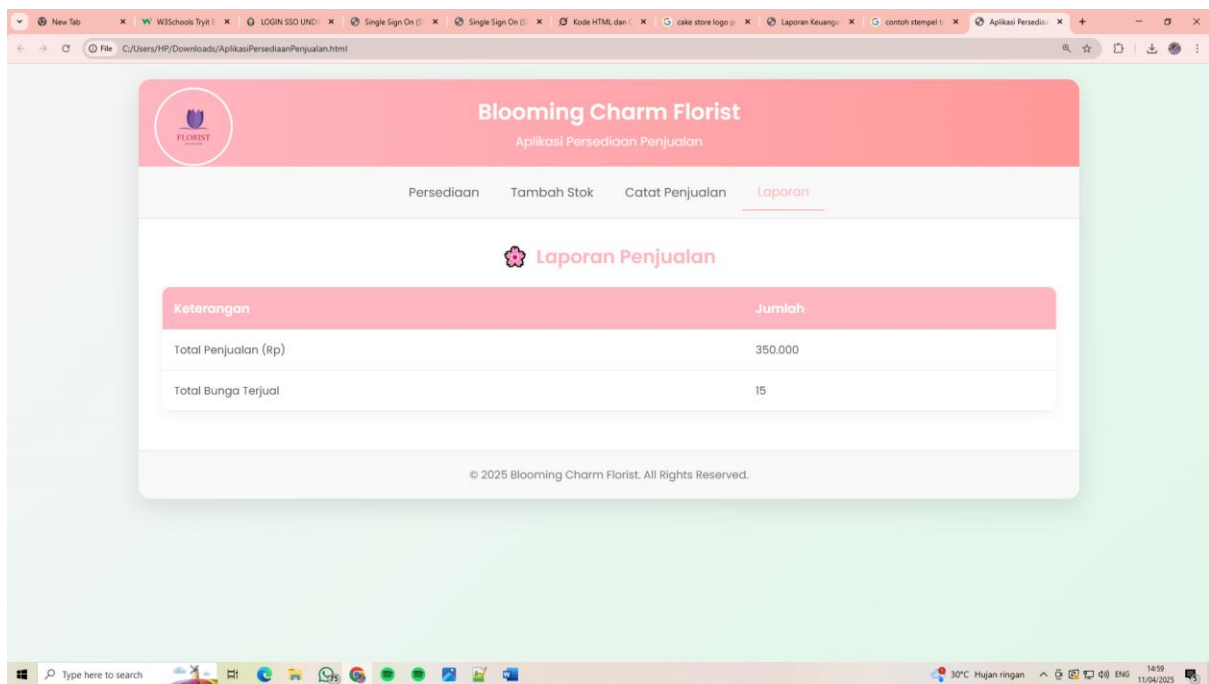 New Tab
W3Schools Tryit E
LOGIN SSO UNDI
Single Sign On (S
Single Sign On (S
Kode HTML dan C
cake store logo p
Laporan Keuanga
contoh stempel t
Aplikasi Persedia
File C:/Users/HP/Downloads/AplikasiPersediaanPenjualan.html
FLORIST
Blooming Charm Florist
Aplikasi Persediaan Penjualan
Persediaan Tambah Stok Catat Penjualan Laporan
Laporan Penjualan
Keterangan Jumlah
Total Penjualan (Rp) 350.000
Total Bunga Terjual 15
© 2025 Blooming Charm Florist. All Rights Reserved.
Type here to search
30°C Hujan ringan ENG
14:59
11/04/2025